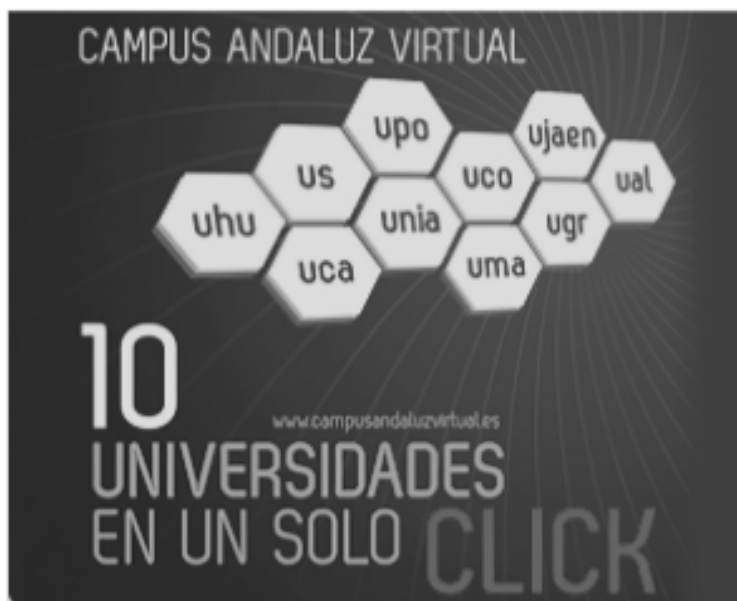 CAMPUS ANDALUZ VIRTUAL
upo
ujaen
us
uco
ual
uhu
unia
ugr
uca
uma
10
www.campusandaluzvirtual.es
UNIVERSIDADES
EN UN SOLO CLICK